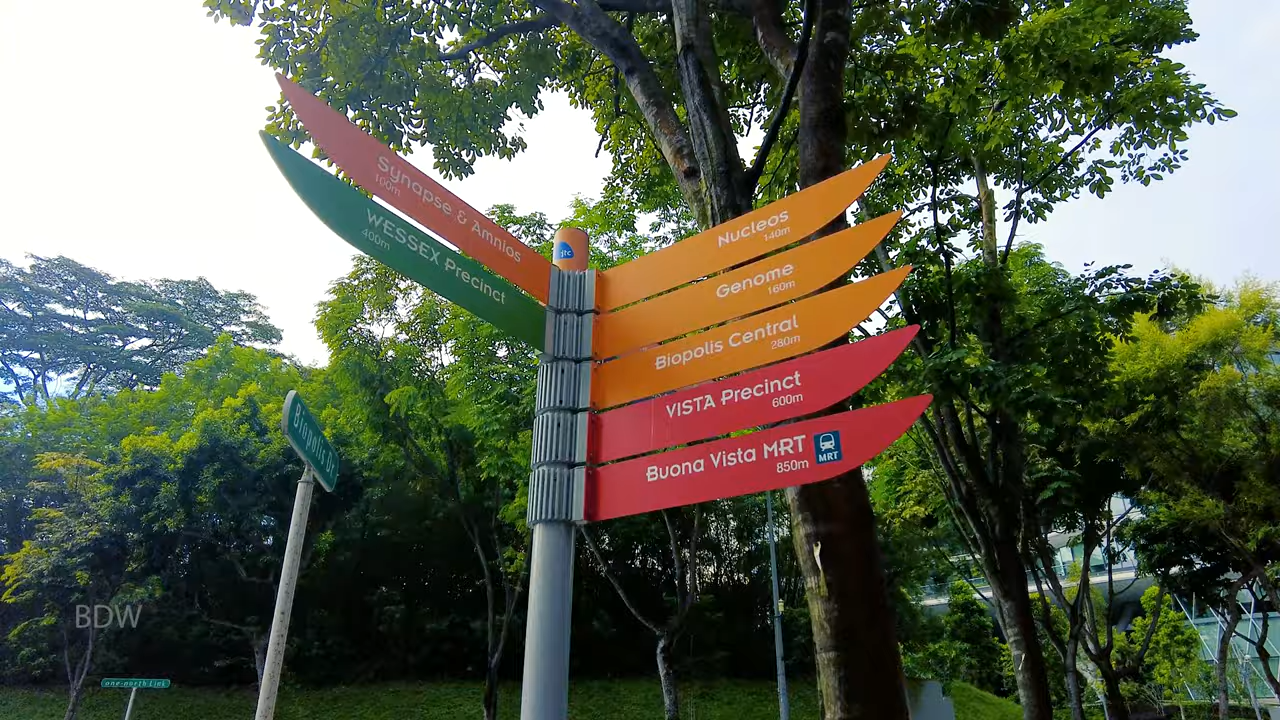 Synapse & Amnios
100m
WESSEX Precinct
400m
jtc
Nucleos
140m
Genome
160m
Biopolis Central
280m
VISTA Precinct
600m
Buona Vista MRT
MRT
850m
Biopolis Dr
BDW
one-north Link